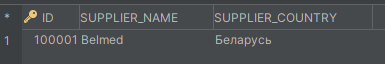 * ID SUPPLIER_NAME SUPPLIER_COUNTRY
1 100001 Belmed Беларусь